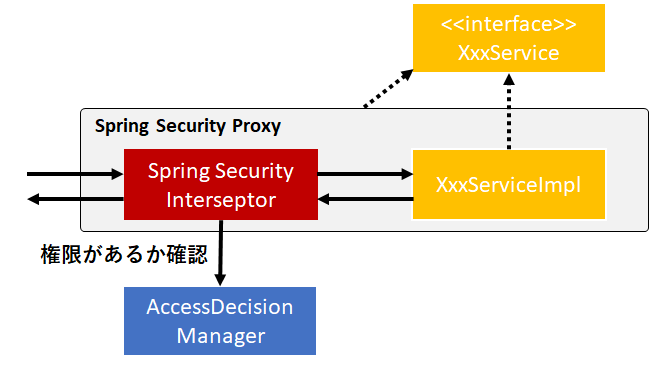 <<interface>>
XxxService
Spring Security Proxy
Spring Security
Interseptor
XxxServiceImpl
権限があるか確認
AccessDecision
Manager